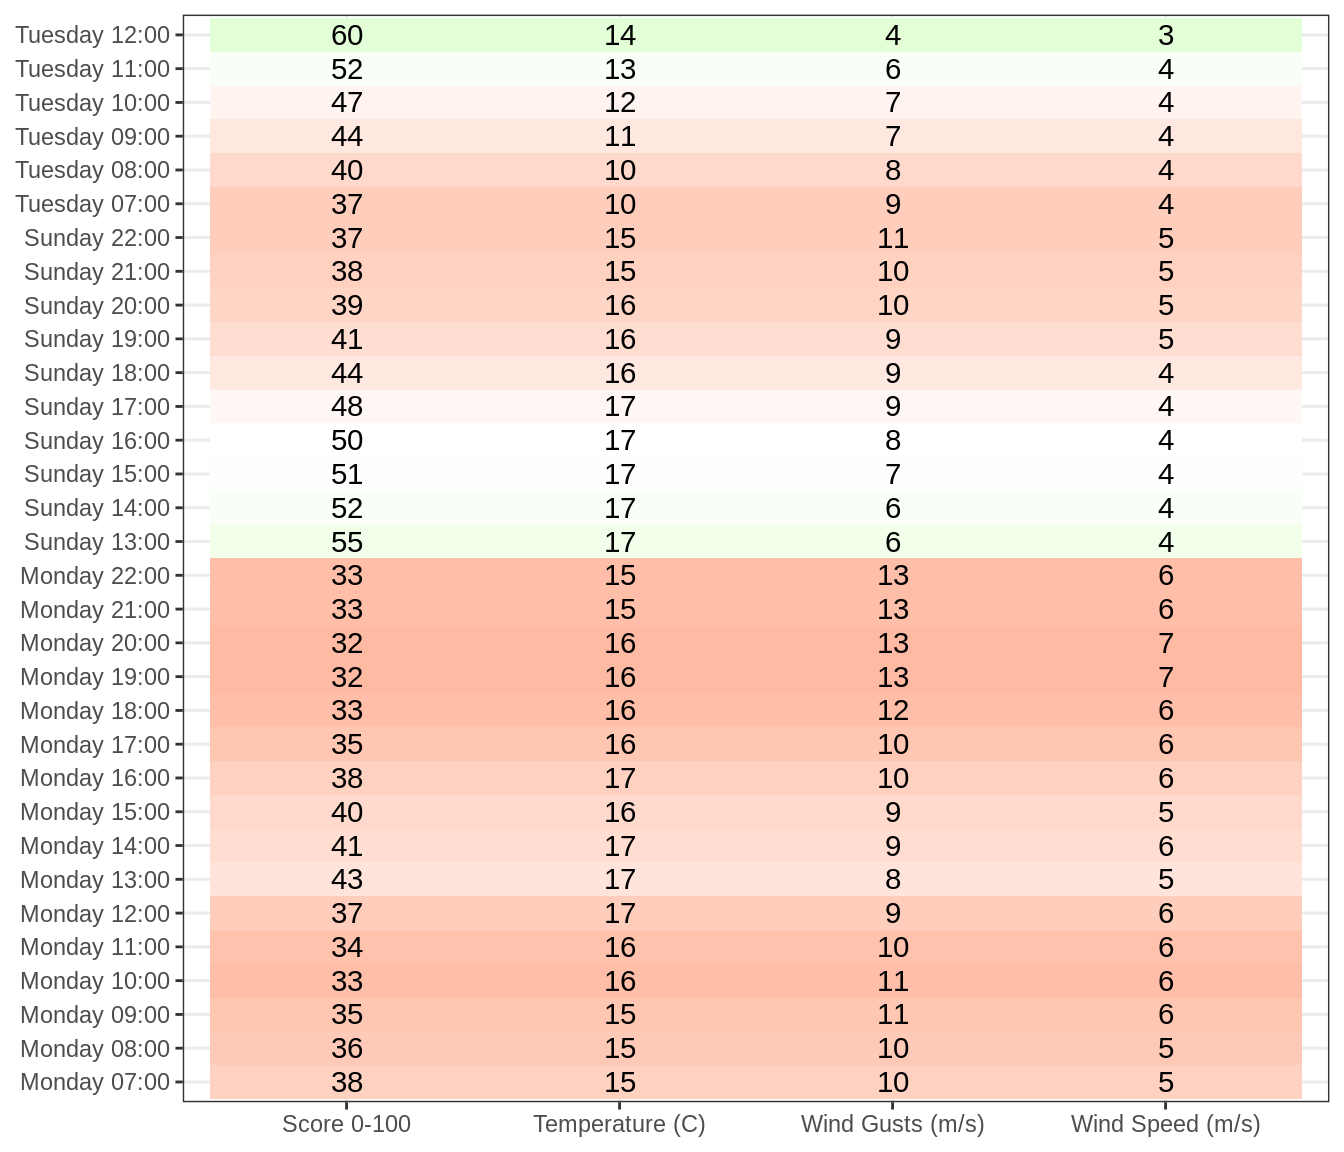 Tuesday 12:00 60 14 4 3
Tuesday 11:00 52 13 6 4
Tuesday 10:00 47 12 7 4
Tuesday 09:00 44 11 7 4
Tuesday 08:00 40 10 8 4
Tuesday 07:00 37 10 9 4
Sunday 22:00 37 15 11 5
Sunday 21:00 38 15 10 5
Sunday 20:00 39 16 10 5
Sunday 19:00 41 16 9 5
Sunday 18:00 44 16 9 4
Sunday 17:00 48 17 9 4
Sunday 16:00 50 17 8 4
Sunday 15:00 51 17 7 4
Sunday 14:00 52 17 6 4
Sunday 13:00 55 17 6 4
Monday 22:00 33 15 13 6
Monday 21:00 33 15 13 6
Monday 20:00 32 16 13 7
Monday 19:00 32 16 13 7
Monday 18:00 33 16 12 6
Monday 17:00 35 16 10 6
Monday 16:00 38 17 10 6
Monday 15:00 40 16 9 5
Monday 14:00 41 17 9 6
Monday 13:00 43 17 8 5
Monday 12:00 37 17 9 6
Monday 11:00 34 16 10 6
Monday 10:00 33 16 11 6
Monday 09:00 35 15 11 6
Monday 08:00 36 15 10 5
Monday 07:00 38 15 10 5
Score 0-100 Temperature (C) Wind Gusts (m/s) Wind Speed (m/s)